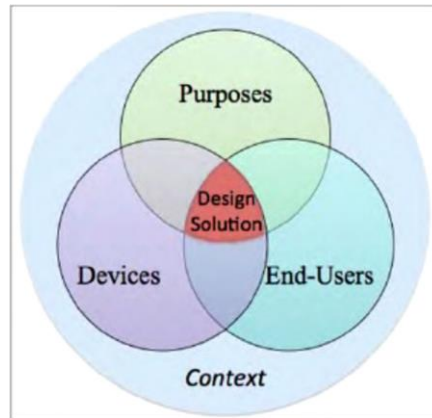 Purposes
Design
Solution
Devices
End-Users
Context